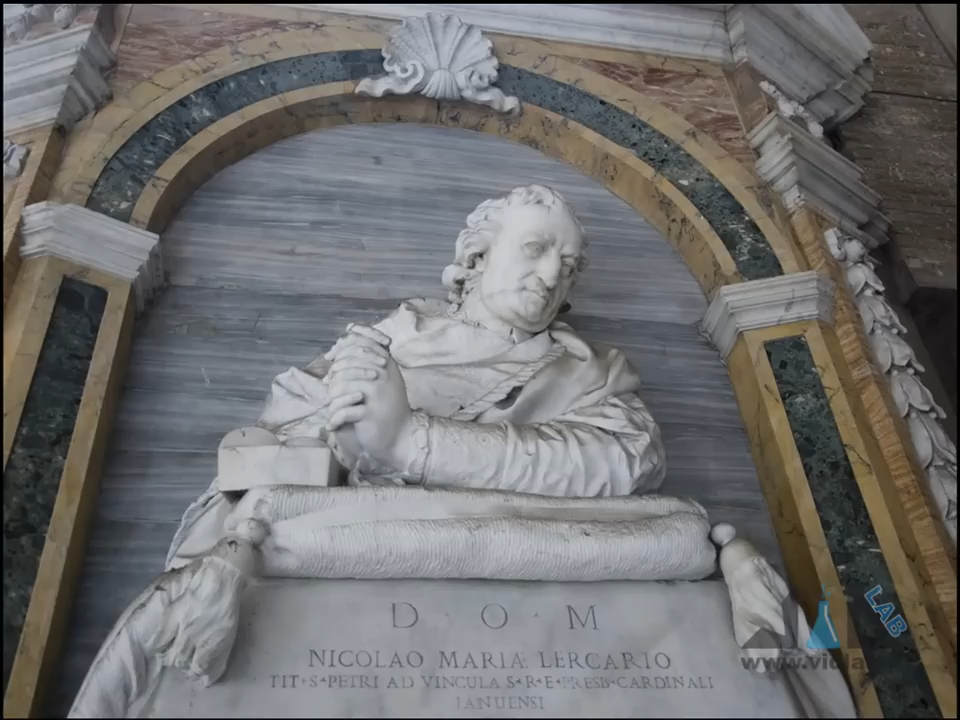 D · O · M
NICOLAO MARIÆ LERCARIO
TIT · S · PETRI AD VINCULA S · R · E · PRESB · CARDINALI
IANUENSI
LAB